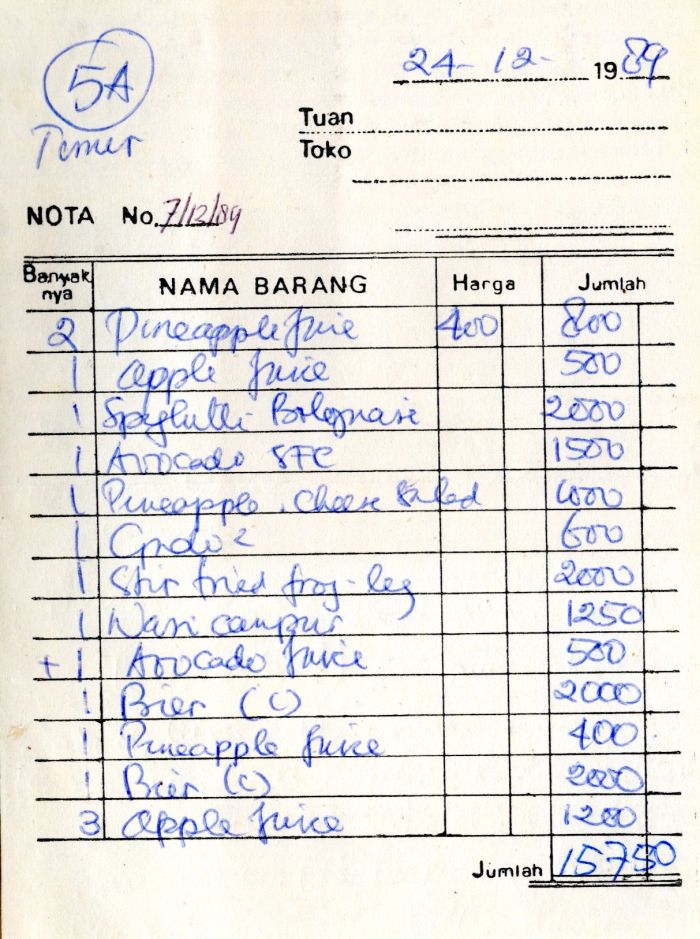 5A
Timur
24-12-1989
Tuan
Toko
NOTA No. 7/12/89
Banyak nya NAMA BARANG Harga Jumlah
2 Pineapple Juice 400 800
1 Apple Juice 500
1 Spaghetti Bolognaise 2000
1 Avocado 1500
1 Pineapple, cheese salad 1000
1 Gado 2 600
1 Stir fried frog-leg 2000
1 Nasi campur 1250
+ 1 Avocado Juice 500
1 Bier (C) 2000
1 Pineapple Juice 400
1 Bier (C) 2000
3 Apple Juice 1200
Jumlah 15750